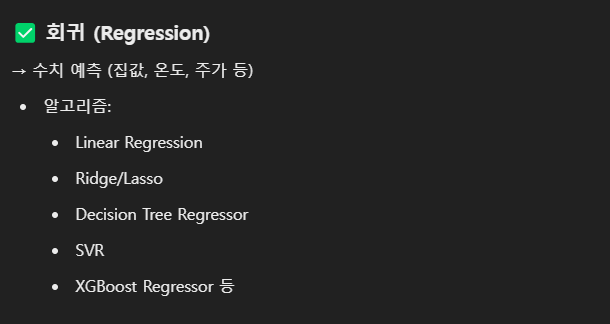 ✅ 회귀 (Regression)
→ 수치 예측 (집값, 온도, 주가 등)
• 알고리즘:
• Linear Regression
• Ridge/Lasso
• Decision Tree Regressor
• SVR
• XGBoost Regressor 등